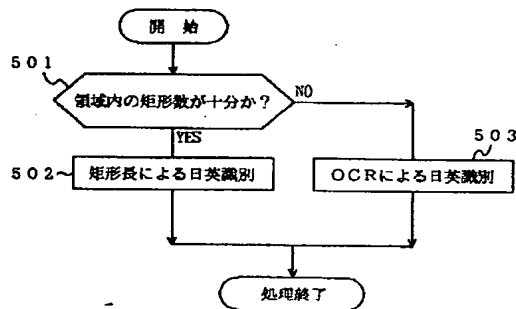 開 始
501
領域内の矩形数が十分か?
NO
YES
503
502
矩形長による日英識別
OCRによる日英識別
処理終了